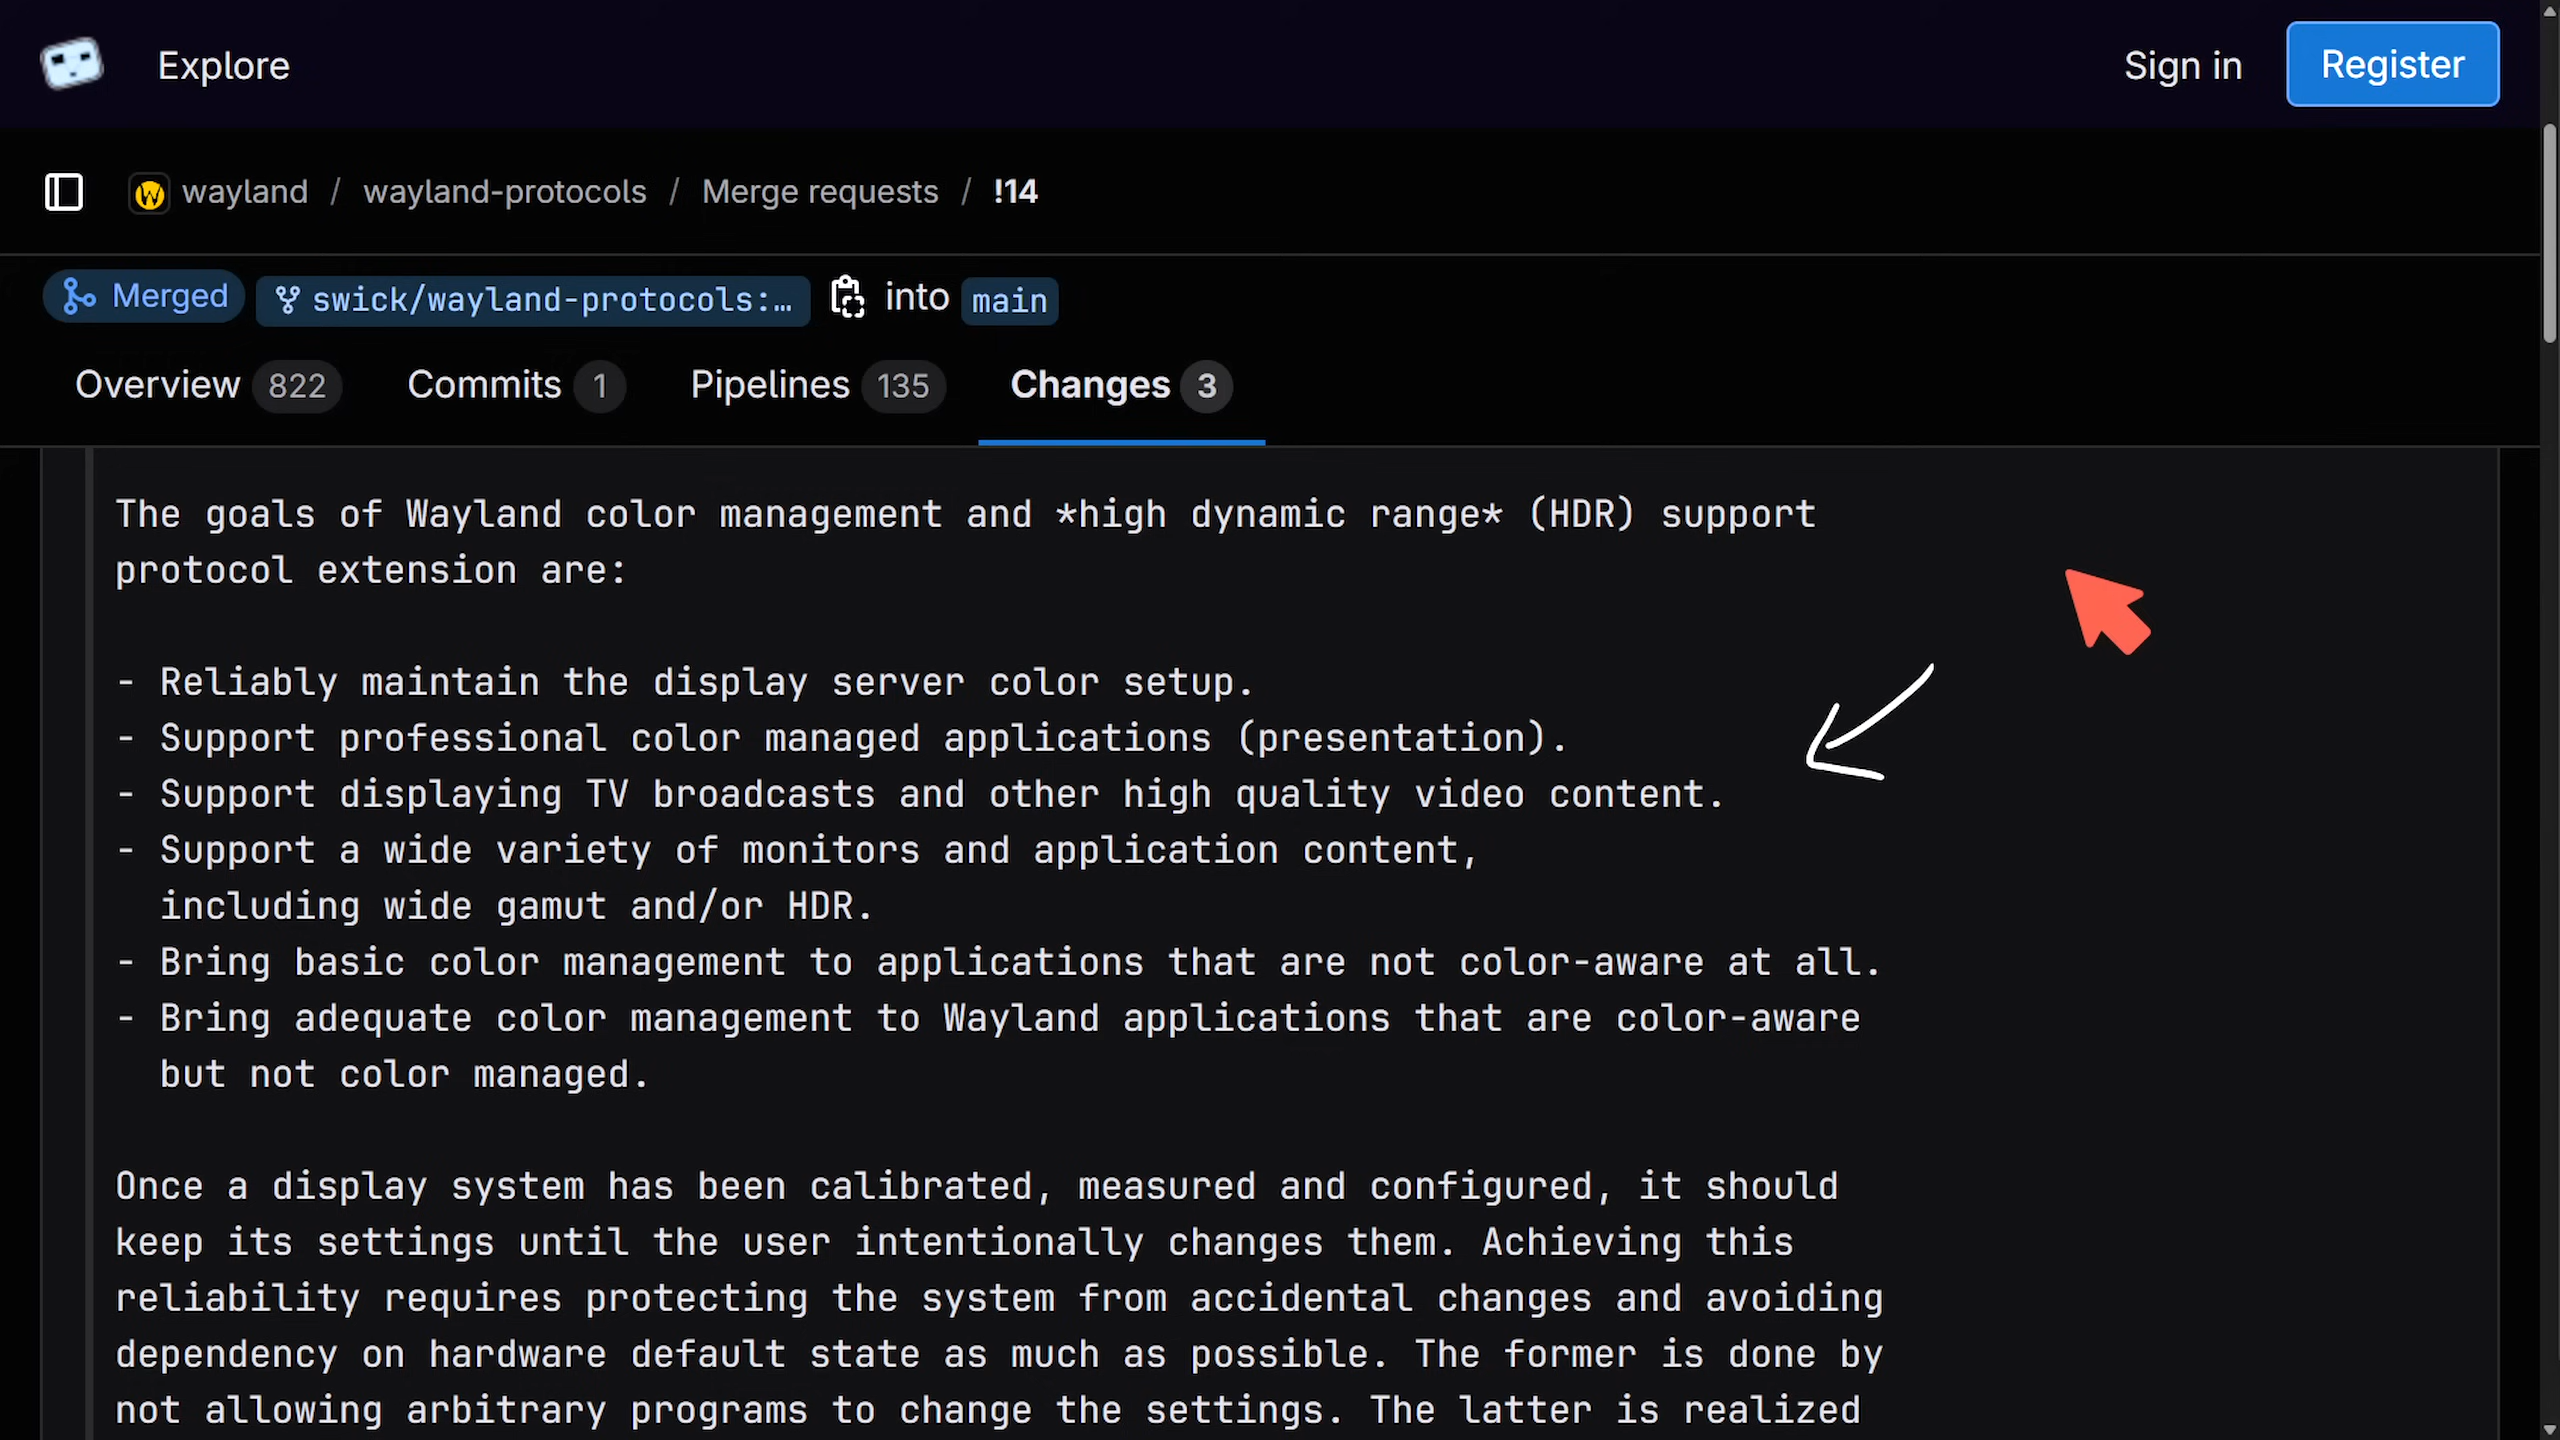 Explore
Sign in
Register
wayland / wayland-protocols / Merge requests / !14
Merged swick/wayland-protocols:… into main
Overview 822 Commits 1 Pipelines 135 Changes 3
The goals of Wayland color management and *high dynamic range* (HDR) support
protocol extension are:
- Reliably maintain the display server color setup.
- Support professional color managed applications (presentation).
- Support displaying TV broadcasts and other high quality video content.
- Support a wide variety of monitors and application content,
including wide gamut and/or HDR.
- Bring basic color management to applications that are not color-aware at all.
- Bring adequate color management to Wayland applications that are color-aware
but not color managed.
Once a display system has been calibrated, measured and configured, it should
keep its settings until the user intentionally changes them. Achieving this
reliability requires protecting the system from accidental changes and avoiding
dependency on hardware default state as much as possible. The former is done by
not allowing arbitrary programs to change the settings. The latter is realized